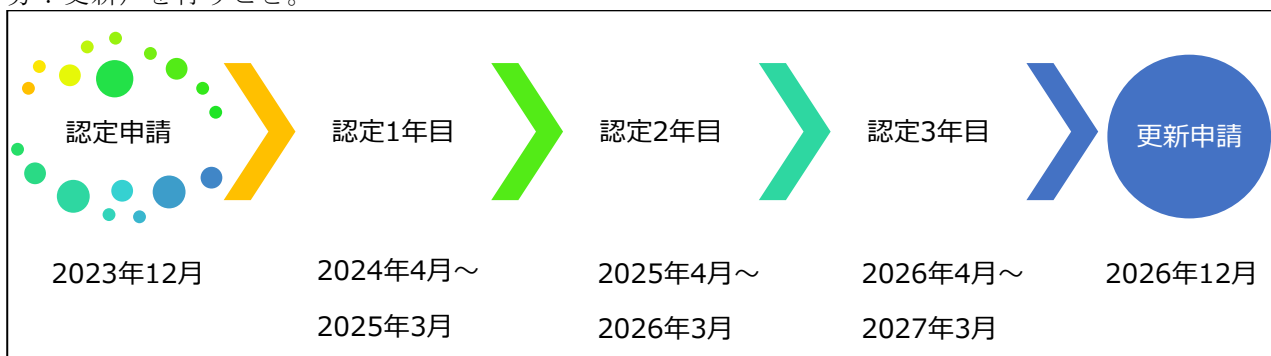 認定申請
認定1年目
認定2年目
認定3年目
更新申請
2023年12月
2024年4月～
2025年3月
2025年4月～
2026年3月
2026年4月～
2027年3月
2026年12月